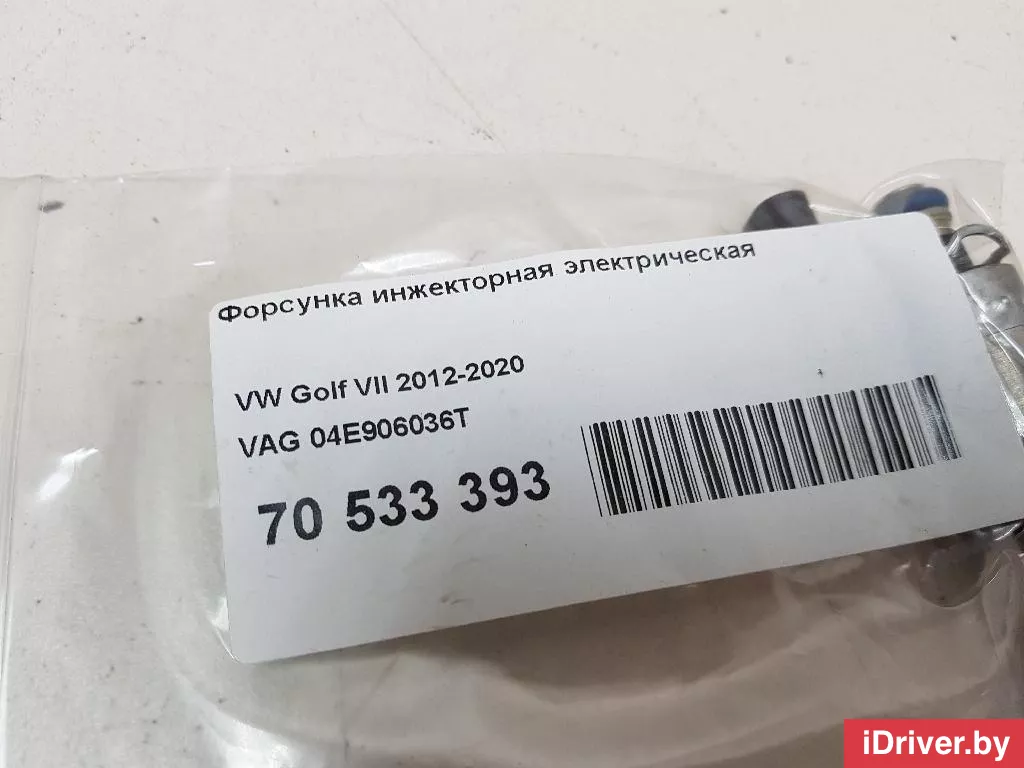 Форсунка инжекторная электрическая
VW Golf VII 2012-2020
VAG 04E906036T
70 533 393
iDriver.by